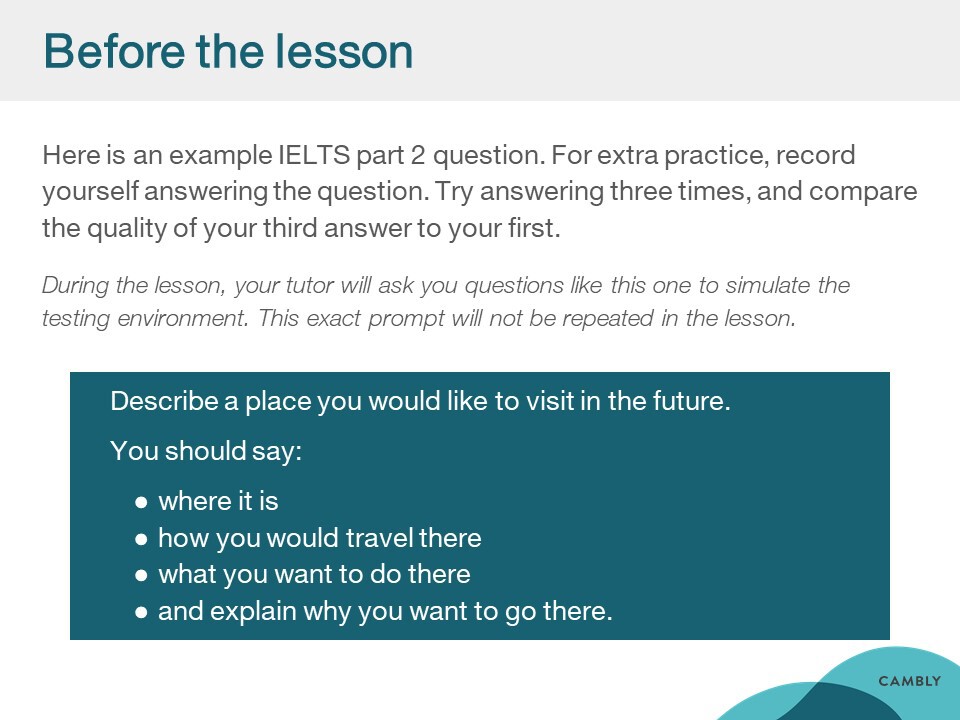 Before the lesson
Here is an example IELTS part 2 question. For extra practice, record
yourself answering the question. Try answering three times, and compare
the quality of your third answer to your first.
During the lesson, your tutor will ask you questions like this one to simulate the
testing environment. This exact prompt will not be repeated in the lesson.
Describe a place you would like to visit in the future.
You should say:
● where it is
● how you would travel there
● what you want to do there
● and explain why you want to go there.
CAMBLY